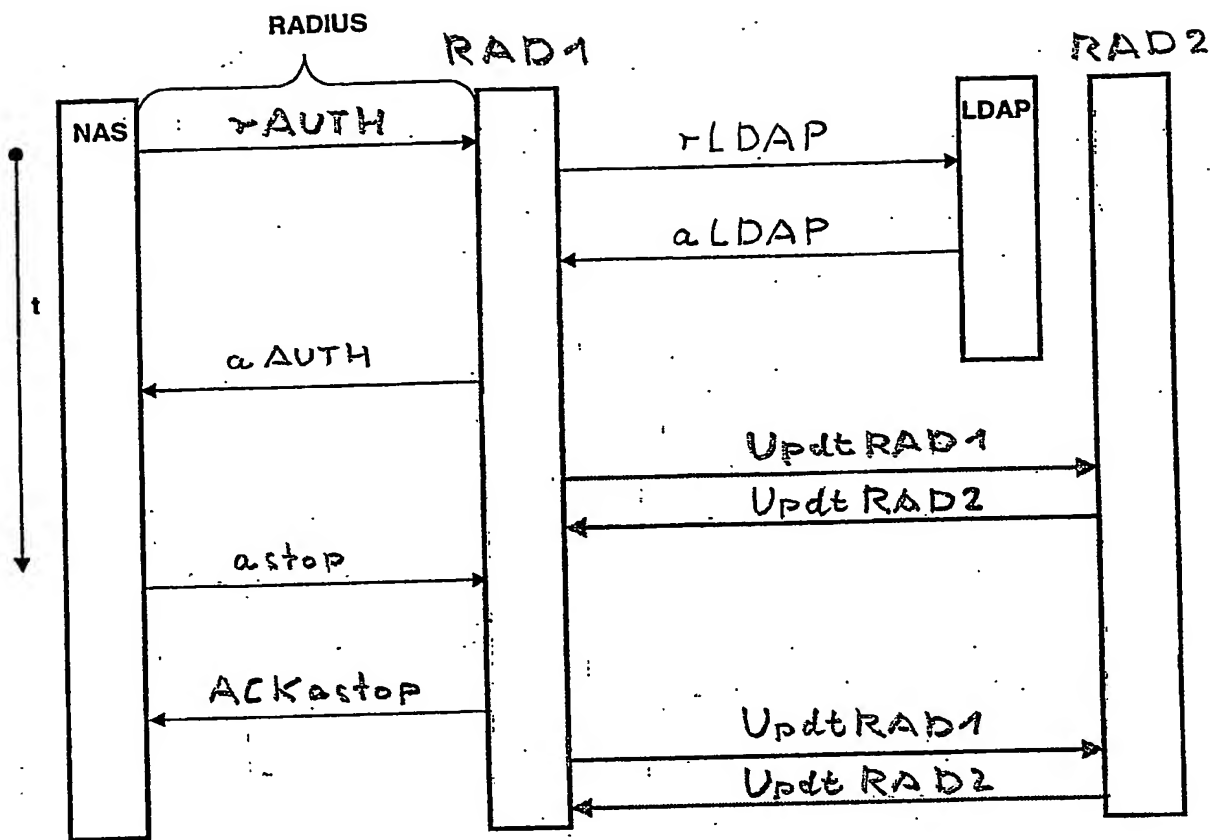 RADIUS
RAD1
RAD2
NAS
rAUTH
LDAP
rLDAP
aLDAP
t
aAUTH
UpdtRAD1
UpdtRAD2
astop
ACKastop
UpdtRAD1
UpdtRAD2